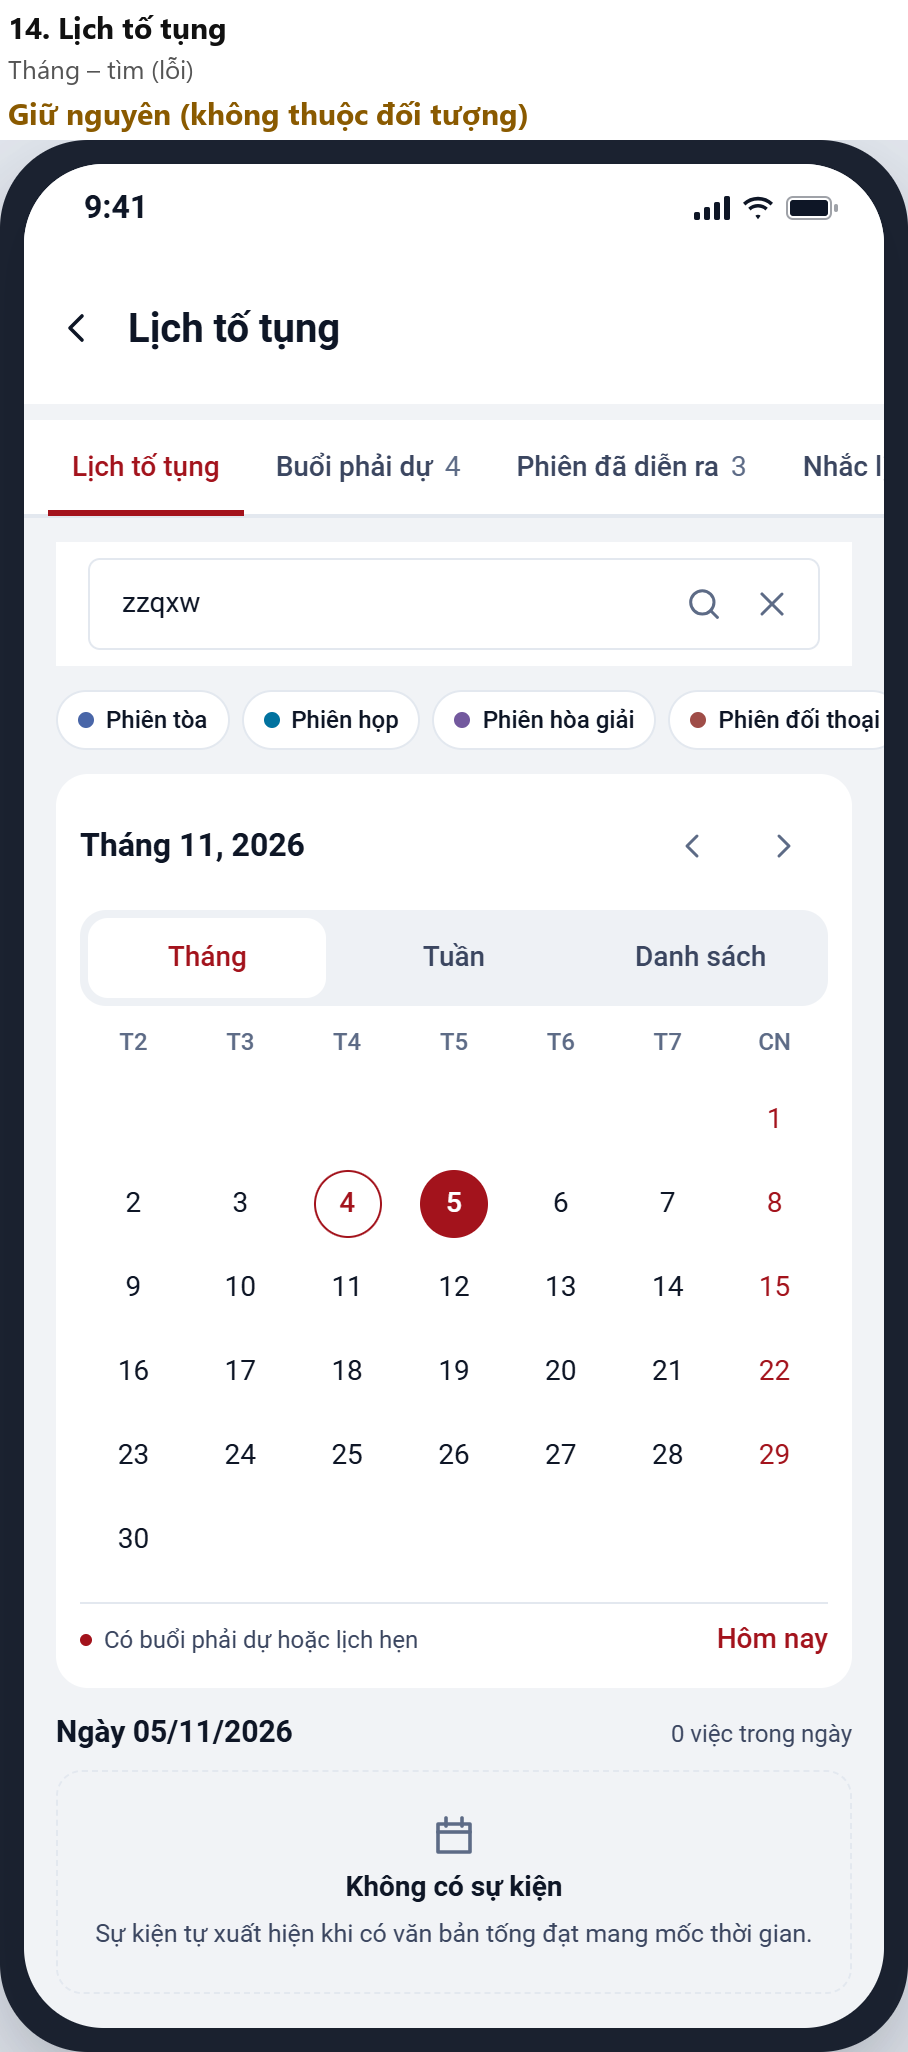 14. Lịch tố tụng
Tháng – tìm (lỗi)
Giữ nguyên (không thuộc đối tượng)
9:41
Lịch tố tụng
Lịch tố tụng Buổi phải dự 4 Phiên đã diễn ra 3 Nhắc l
zzqxw
Phiên tòa Phiên họp Phiên hòa giải Phiên đối thoại
Tháng 11, 2026
Tháng Tuần Danh sách
T2 T3 T4 T5 T6 T7 CN
1
2 3 4 5 6 7 8
9 10 11 12 13 14 15
16 17 18 19 20 21 22
23 24 25 26 27 28 29
30
Có buổi phải dự hoặc lịch hẹn Hôm nay
Ngày 05/11/2026 0 việc trong ngày
Không có sự kiện
Sự kiện tự xuất hiện khi có văn bản tống đạt mang mốc thời gian.